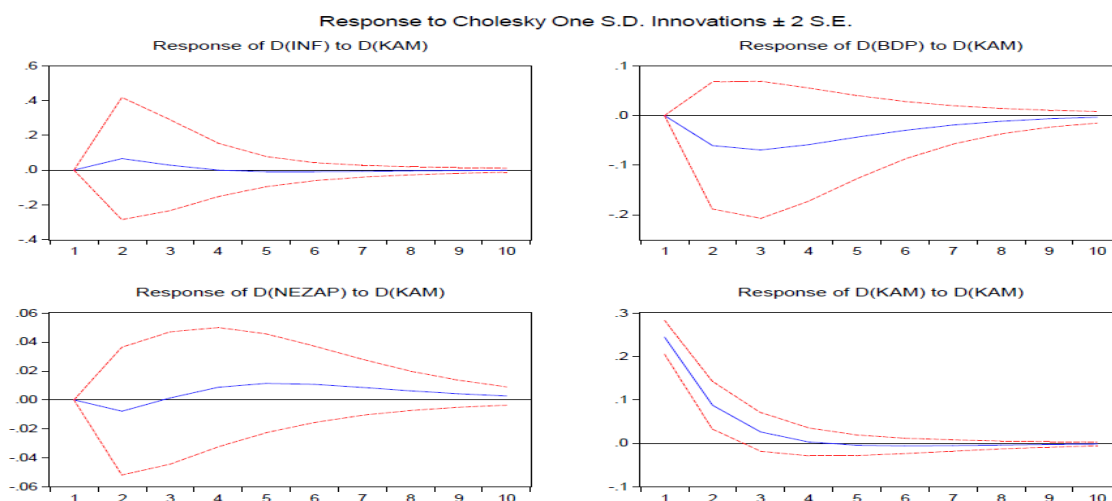 Response to Cholesky One S.D. Innovations ± 2 S.E.
Response of D(INF) to D(KAM)
.6
.4
.2
.0
-.2
-.4
1 2 3 4 5 6 7 8 9 10
Response of D(BDP) to D(KAM)
.1
.0
-.1
-.2
1 2 3 4 5 6 7 8 9 10
Response of D(NEZAP) to D(KAM)
.06
.04
.02
.00
-.02
-.04
-.06
1 2 3 4 5 6 7 8 9 10
Response of D(KAM) to D(KAM)
.3
.2
.1
.0
-.1
1 2 3 4 5 6 7 8 9 10